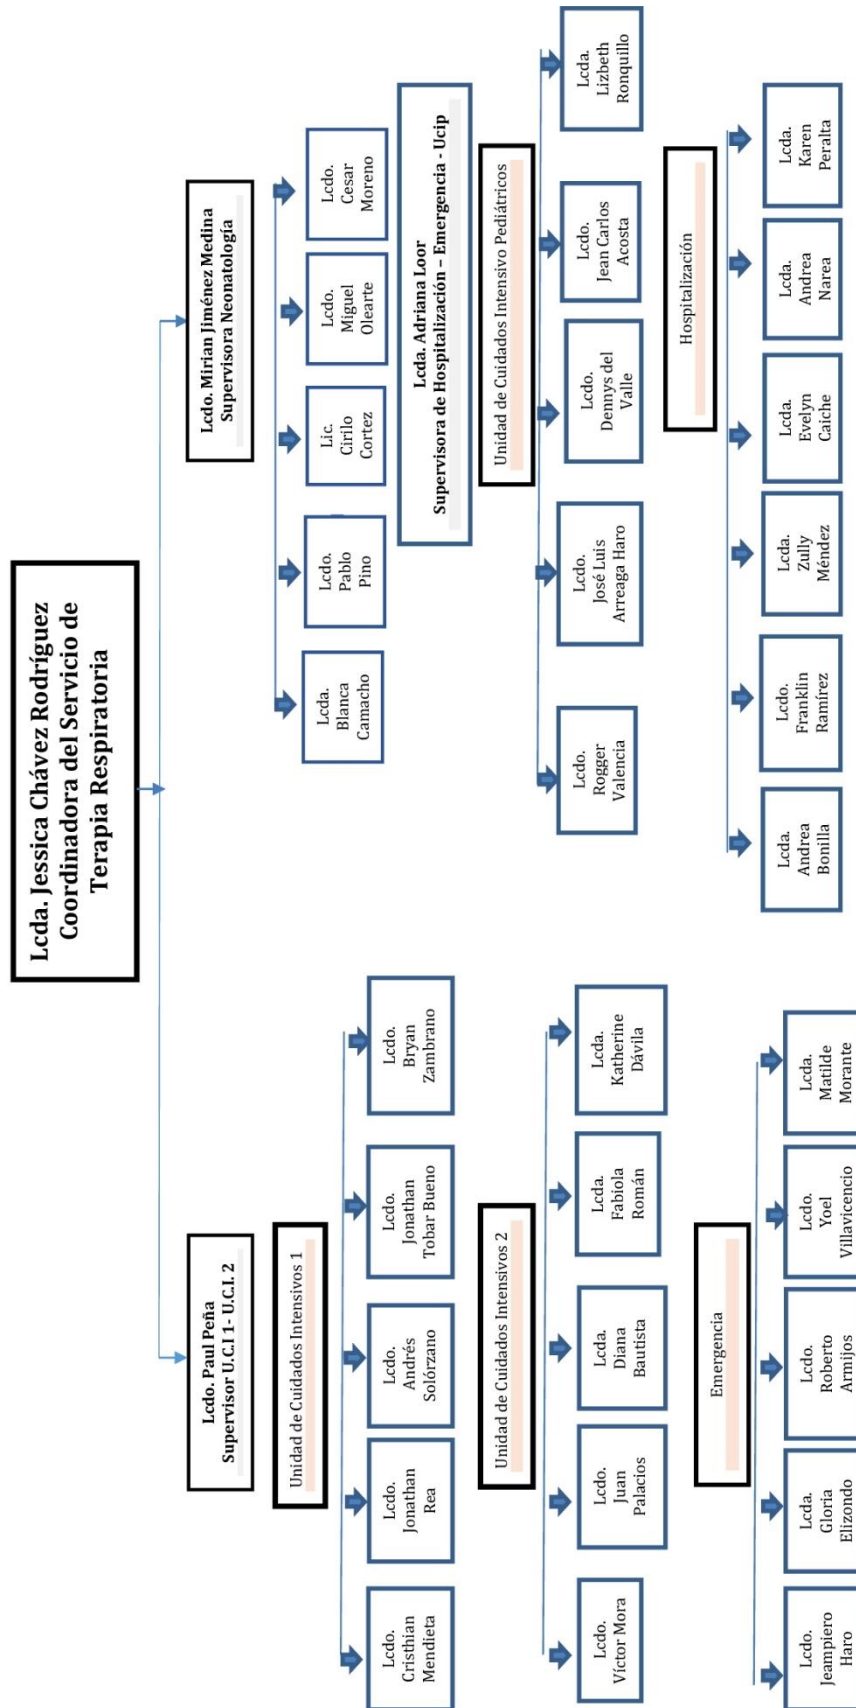 Lcda. Jessica Chávez Rodríguez
Coordinadora del Servicio de
Terapia Respiratoria
Lcdo. Paul Peña
Supervisor U.C.I 1- U.C.I. 2
Unidad de Cuidados Intensivos 1
Lcdo.
Cristhian
Mendieta
Lcdo.
Jonathan
Rea
Lcdo.
Andrés
Solórzano
Lcdo.
Jonathan
Tobar Bueno
Lcdo.
Bryan
Zambrano
Unidad de Cuidados Intensivos 2
Lcdo.
Víctor Mora
Lcdo.
Juan
Palacios
Lcda.
Diana
Bautista
Lcda.
Fabiola
Román
Lcda.
Katherine
Dávila
Emergencia
Lcdo.
Jeampiero
Haro
Lcda.
Gloria
Elizondo
Lcdo.
Roberto
Armijos
Lcdo.
Yoel
Villavicencio
Lcda.
Matilde
Morante
Lcdo. Mirian Jiménez Medina
Supervisora Neonatología
Lcda.
Blanca
Camacho
Lcdo.
Pablo
Pino
Lic.
Cirilo
Cortez
Lcdo.
Miguel
Olearte
Lcdo.
Cesar
Moreno
Lcda. Adriana Loor
Supervisora de Hospitalización – Emergencia - Ucip
Unidad de Cuidados Intensivo Pediátricos
Lcdo.
Rogger
Valencia
Lcdo.
José Luis
Arreaga Haro
Lcdo.
Dennys del
Valle
Lcdo.
Jean Carlos
Acosta
Lcda.
Lizbeth
Ronquillo
Hospitalización
Lcda.
Andrea
Bonilla
Lcdo.
Franklin
Ramírez
Lcda.
Zully
Méndez
Lcda.
Evelyn
Caiche
Lcda.
Andrea
Narea
Lcda.
Karen
Peralta